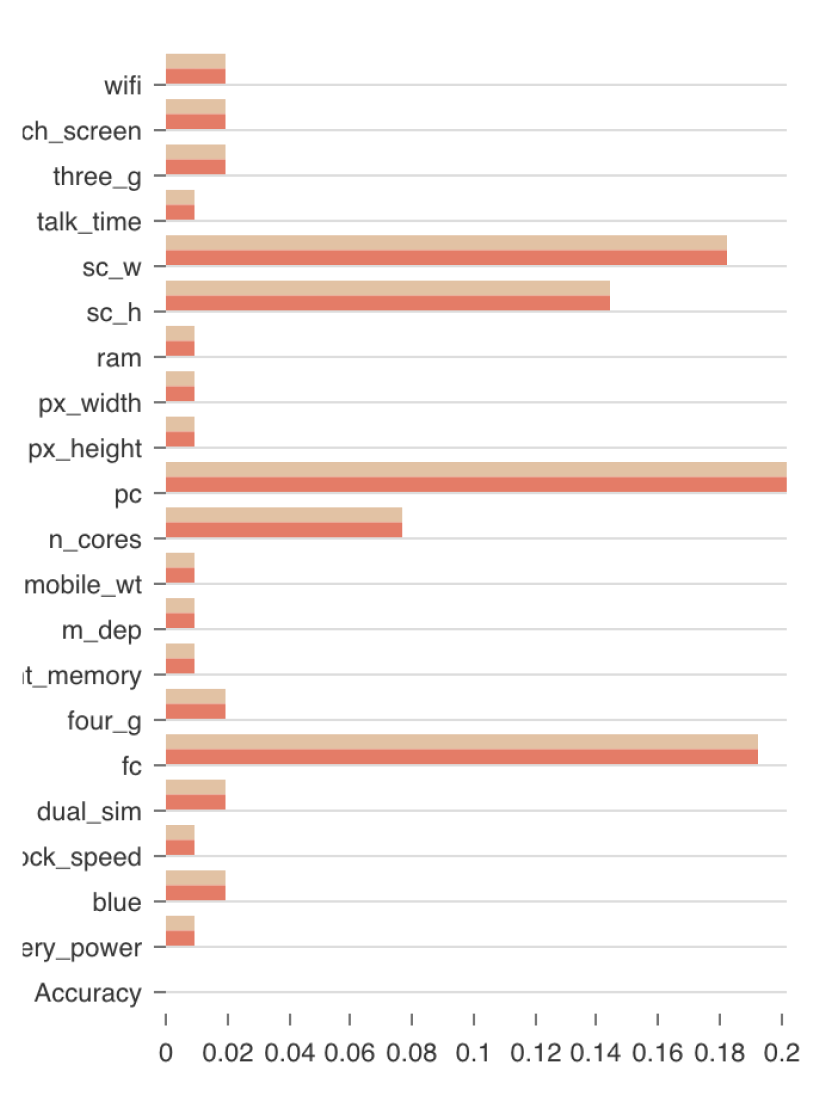 wifi
ch_screen
three_g
talk_time
sc_w
sc_h
ram
px_width
px_height
pc
n_cores
mobile_wt
m_dep
t_memory
four_g
fc
dual_sim
ock_speed
blue
ery_power
Accuracy
0 0.02 0.04 0.06 0.08 0.1 0.12 0.14 0.16 0.18 0.2